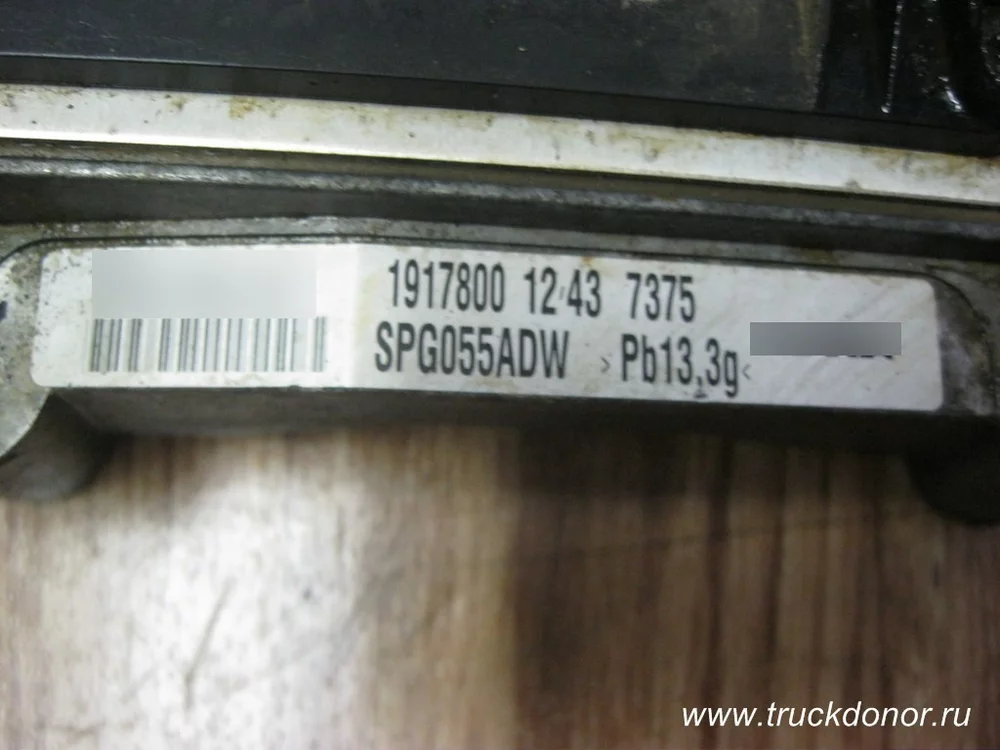 1917800 12 43 7375
SPG055ADW >Pb13,3g<
www.truckdonor.ru